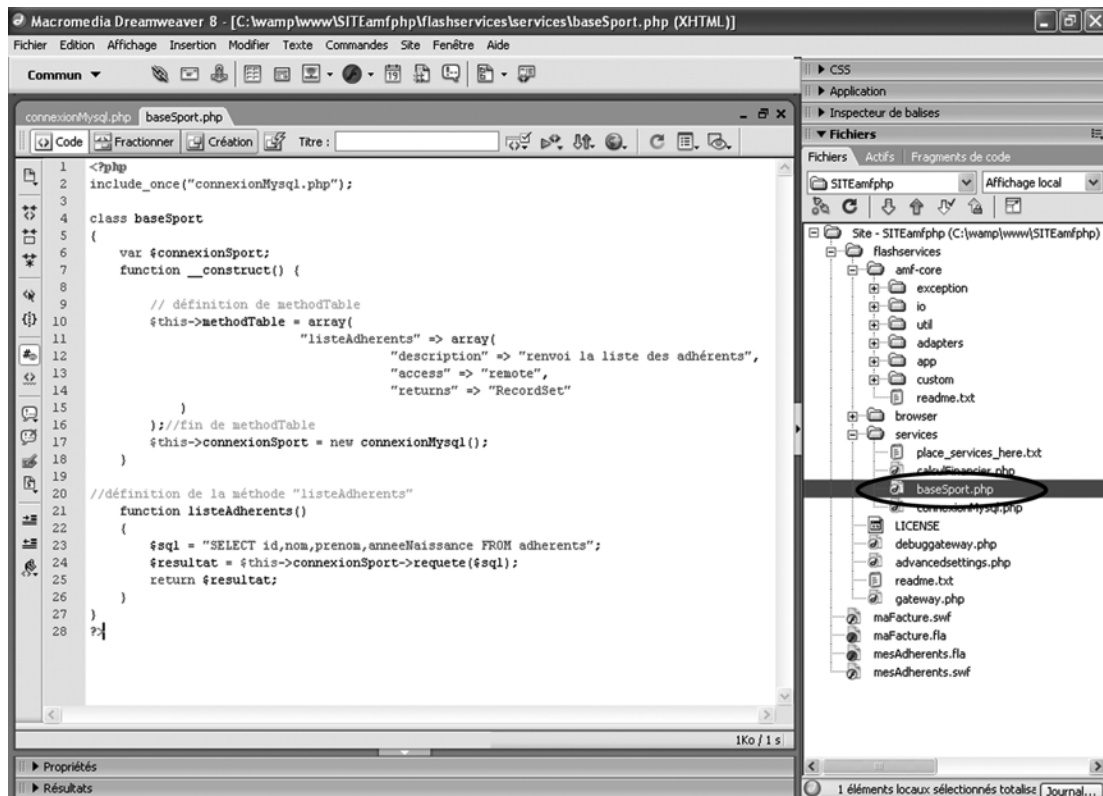 Macromedia Dreamweaver 8 - [C:\wamp\www\SITEamfphp\flashservices\services\baseSport.php (XHTML)]
Fichier Edition Affichage Insertion Modifier Texte Commandes Site Fenêtre Aide
Commun
connexionMysql.php baseSport.php
Code Fractionner Création Titre :
1 <?php
2 include_once("connexionMysql.php");
3
4 class baseSport
5 {
6 var $connexionSport;
7 function __construct() {
8
9 // définition de methodTable
10 $this->methodTable = array(
11 "listeAdherents" => array(
12 "description" => "renvoi la liste des adhérents",
13 "access" => "remote",
14 "returns" => "RecordSet"
15 )
16 );//fin de methodTable
17 $this->connexionSport = new connexionMysql();
18 }
19
20 //définition de la méthode "listeAdherents"
21 function listeAdherents()
22 {
23 $sql = "SELECT id,nom,prenom,anneeNaissance FROM adherents";
24 $resultat = $this->connexionSport->requete($sql);
25 return $resultat;
26 }
27 }
28 ?>
1Ko / 1 s
Propriétés
Résultats
CSS
Application
Inspecteur de balises
Fichiers
Fichiers Actifs Fragments de code
SITEamfphp Affichage local
Site - SITEamfphp (C:\wamp\www\SITEamfphp)
flashservices
amf-core
exception
io
util
adapters
app
custom
readme.txt
browser
services
place_services_here.txt
calculFinancier.php
baseSport.php
connexionMysql.php
LICENSE
debuggateway.php
advancedsettings.php
readme.txt
gateway.php
maFacture.swf
maFacture.fla
mesAdherents.fla
mesAdherents.swf
1 éléments locaux sélectionnés totalisa Journal...